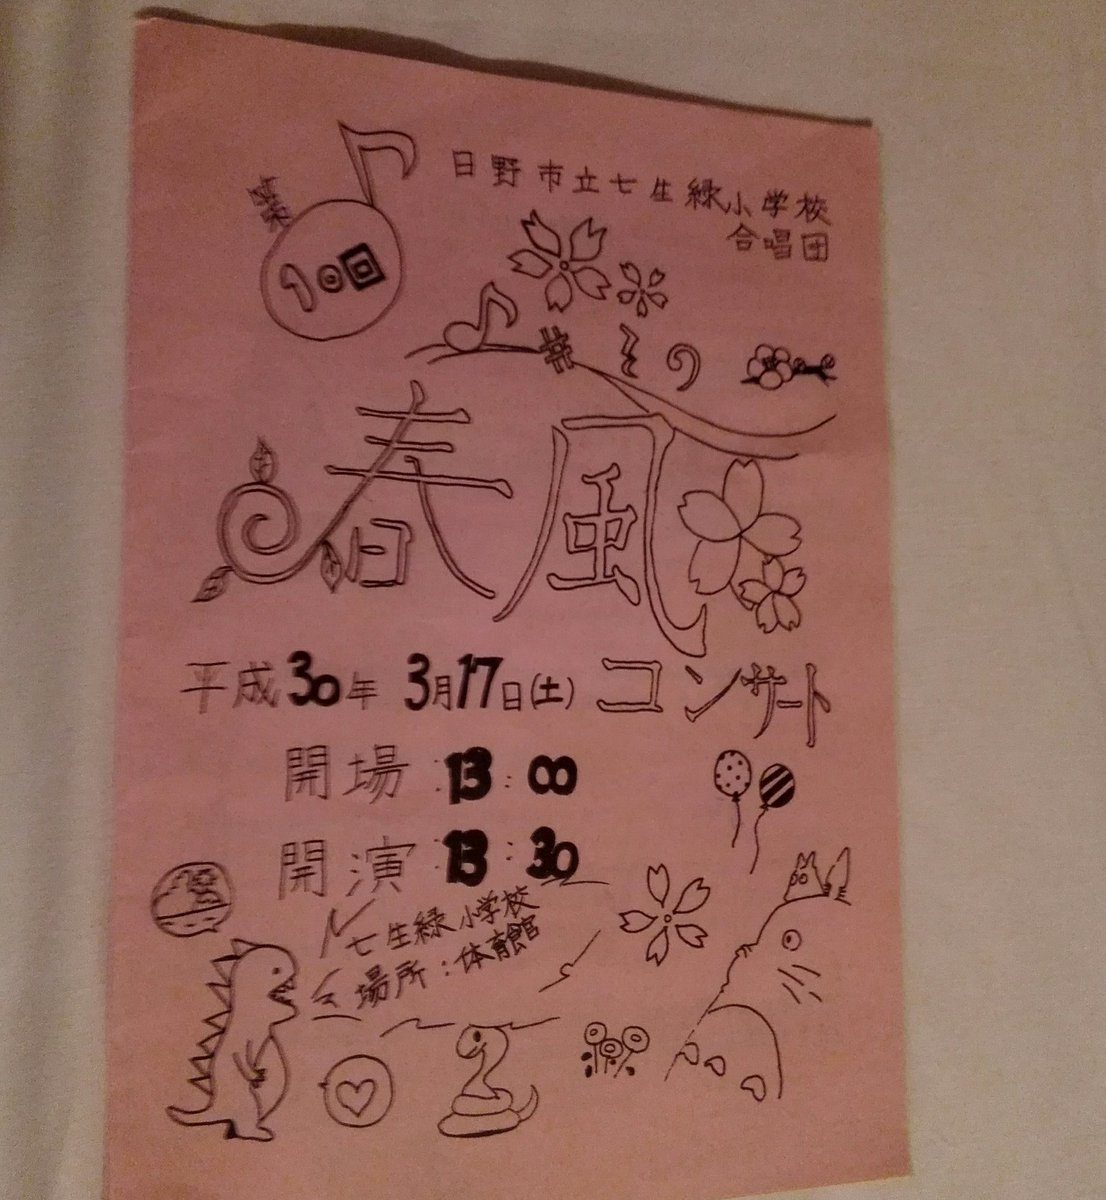 日野市立七生緑小学校
合唱団
第
10回
春風
コンサート
平成30年 3月17日(土)
開場:13:00
開演:13:30
七生緑小学校
場所:体育館